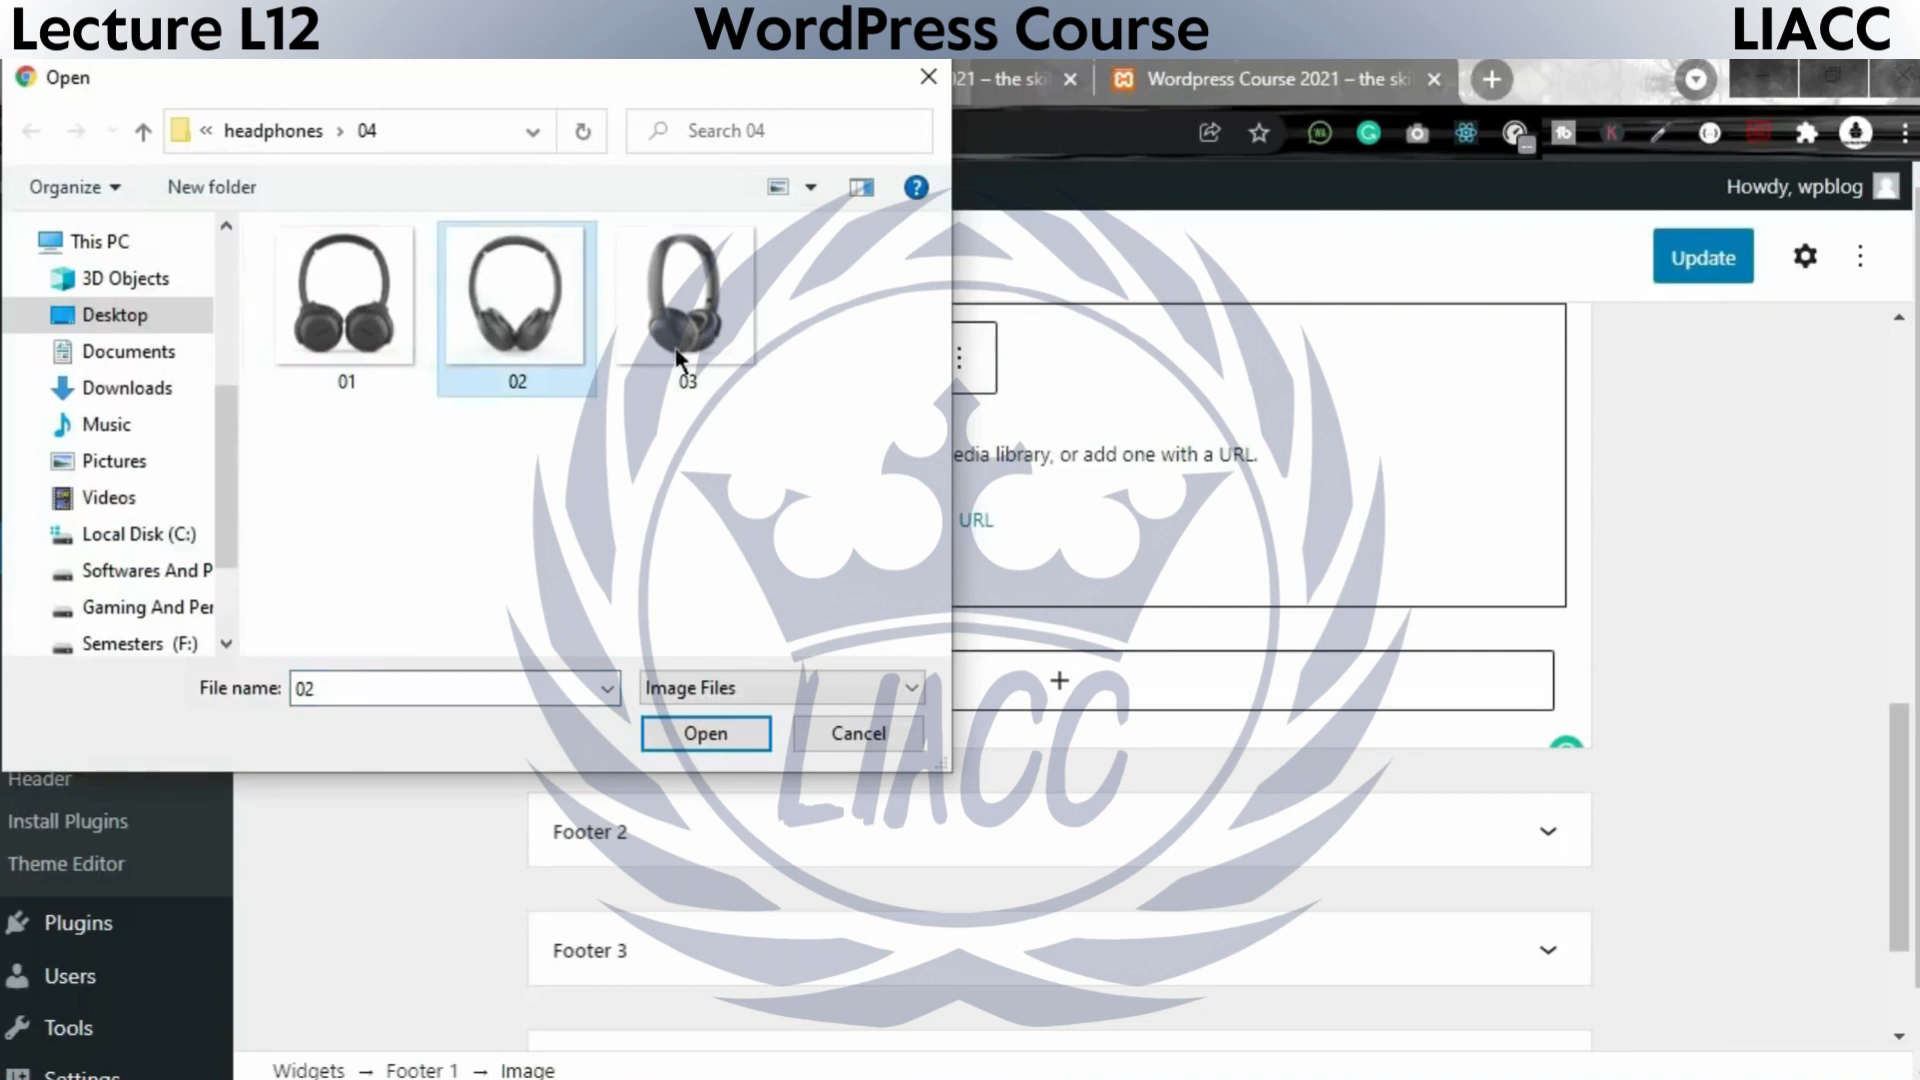 Lecture L12
WordPress Course
LIACC
Open
021 – the ski
Wordpress Course 2021 – the ski
headphones
04
Search 04
Howdy, wpblog
Organize
New folder
Update
This PC
3D Objects
Desktop
Documents
Downloads
Music
Pictures
Videos
Local Disk (C:)
Softwares And P
Gaming And Per
Semesters (F:)
01
02
03
edia library, or add one with a URL.
URL
File name:
02
Image Files
Open
Cancel
LIACC
Header
Install Plugins
Theme Editor
Plugins
Users
Tools
Settings
Footer 2
Footer 3
Widgets → Footer 1 → Image